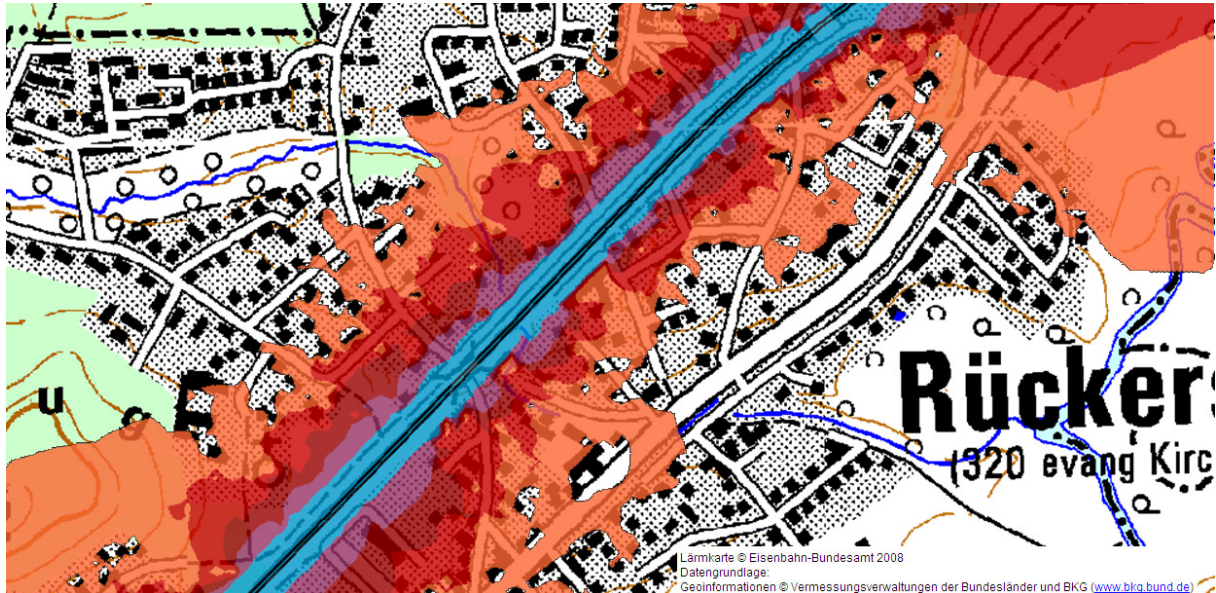 Rückers
(320 evang Kirc
u
G
Lärmkarte © Eisenbahn-Bundesamt 2008
Datengrundlage:
Geoinformationen © Vermessungsverwaltungen der Bundesländer und BKG (www.bkg.bund.de)